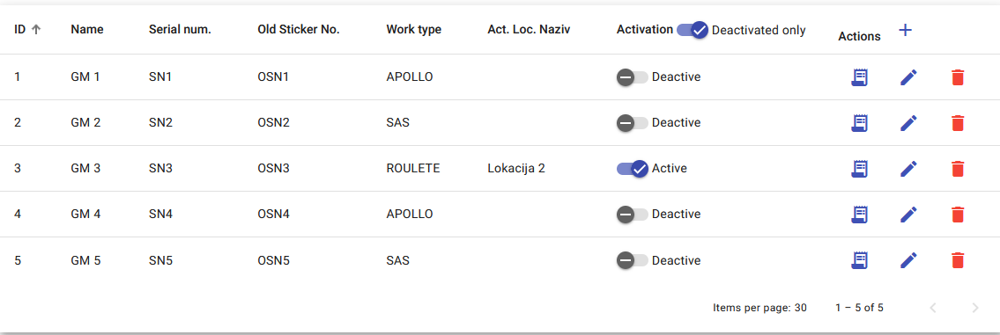 ID Name Serial num. Old Sticker No. Work type Act. Loc. Naziv Activation Deactivated only Actions
1 GM 1 SN1 OSN1 APOLLO Deactive
2 GM 2 SN2 OSN2 SAS Deactive
3 GM 3 SN3 OSN3 ROULETE Lokacija 2 Active
4 GM 4 SN4 OSN4 APOLLO Deactive
5 GM 5 SN5 OSN5 SAS Deactive
Items per page: 30 1 – 5 of 5